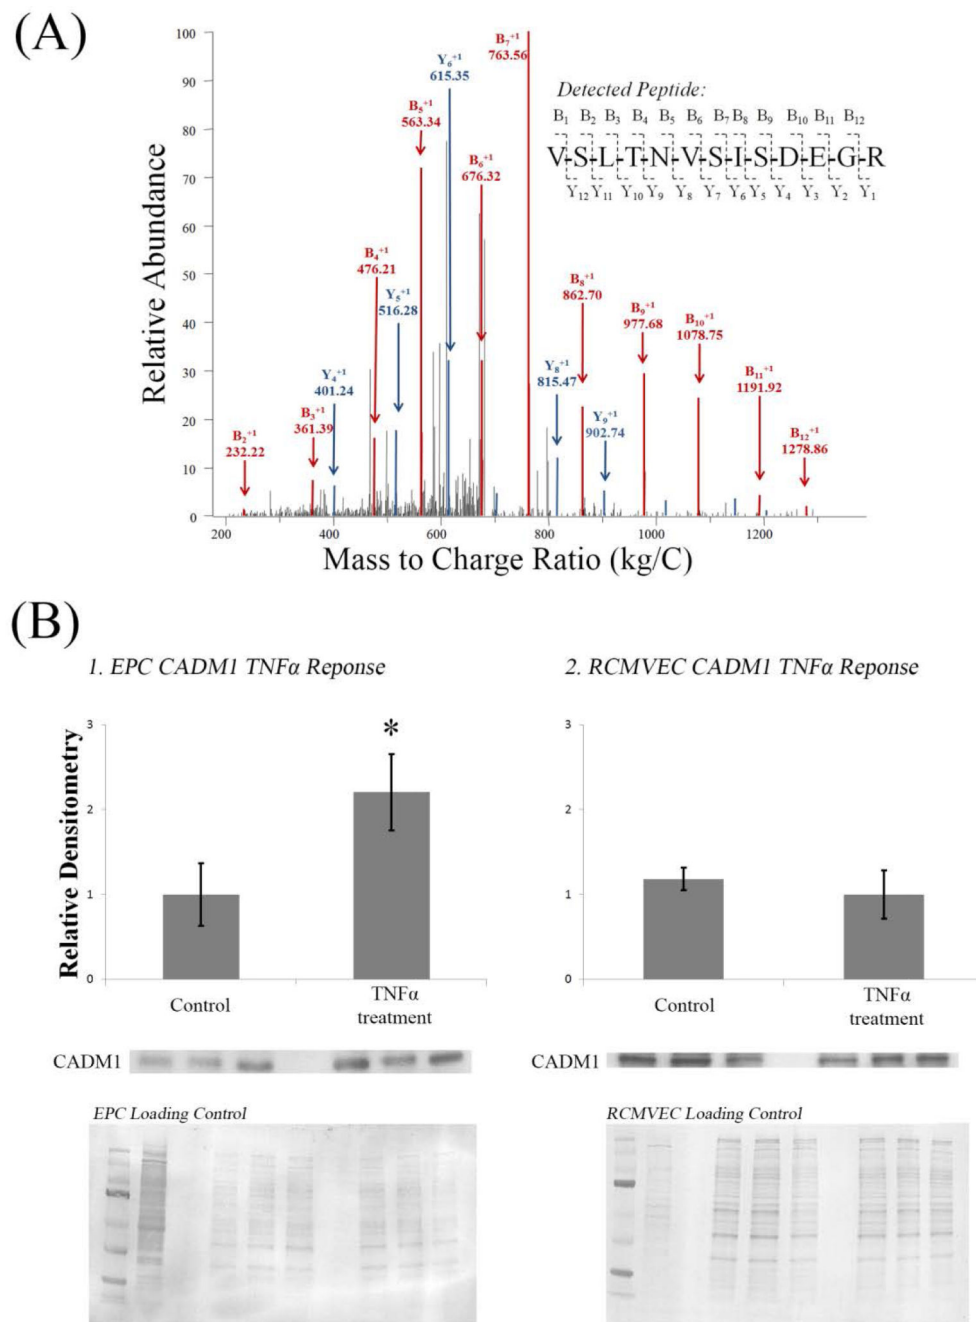 (A)
100
90
80
70
60
50
40
30
20
10
0
Relative Abundance
B₂⁺¹
232.22
B₃⁺¹
361.39
Y₄⁺¹
401.24
B₄⁺¹
476.21
Y₅⁺¹
516.28
B₅⁺¹
563.34
Y₆⁺¹
615.35
B₆⁺¹
676.32
B₇⁺¹
763.56
Y₈⁺¹
815.47
B₈⁺¹
862.70
Y₉⁺¹
902.74
B₉⁺¹
977.68
B₁₀⁺¹
1078.75
B₁₁⁺¹
1191.92
B₁₂⁺¹
1278.86
Detected Peptide:
B₁ B₂ B₃ B₄ B₅ B₆ B₇ B₈ B₉ B₁₀ B₁₁ B₁₂
V-S-L-T-N-V-S-I-S-D-E-G-R
Y₁₂ Y₁₁ Y₁₀ Y₉ Y₈ Y₇ Y₆ Y₅ Y₄ Y₃ Y₂ Y₁
200 400 600 800 1000 1200
Mass to Charge Ratio (kg/C)
(B)
1. EPC CADM1 TNFα Reponse
Relative Densitometry
3
2
1
0
*
Control
TNFα
treatment
CADM1
EPC Loading Control
2. RCMVEC CADM1 TNFα Reponse
3
2
1
0
Control
TNFα
treatment
CADM1
RCMVEC Loading Control